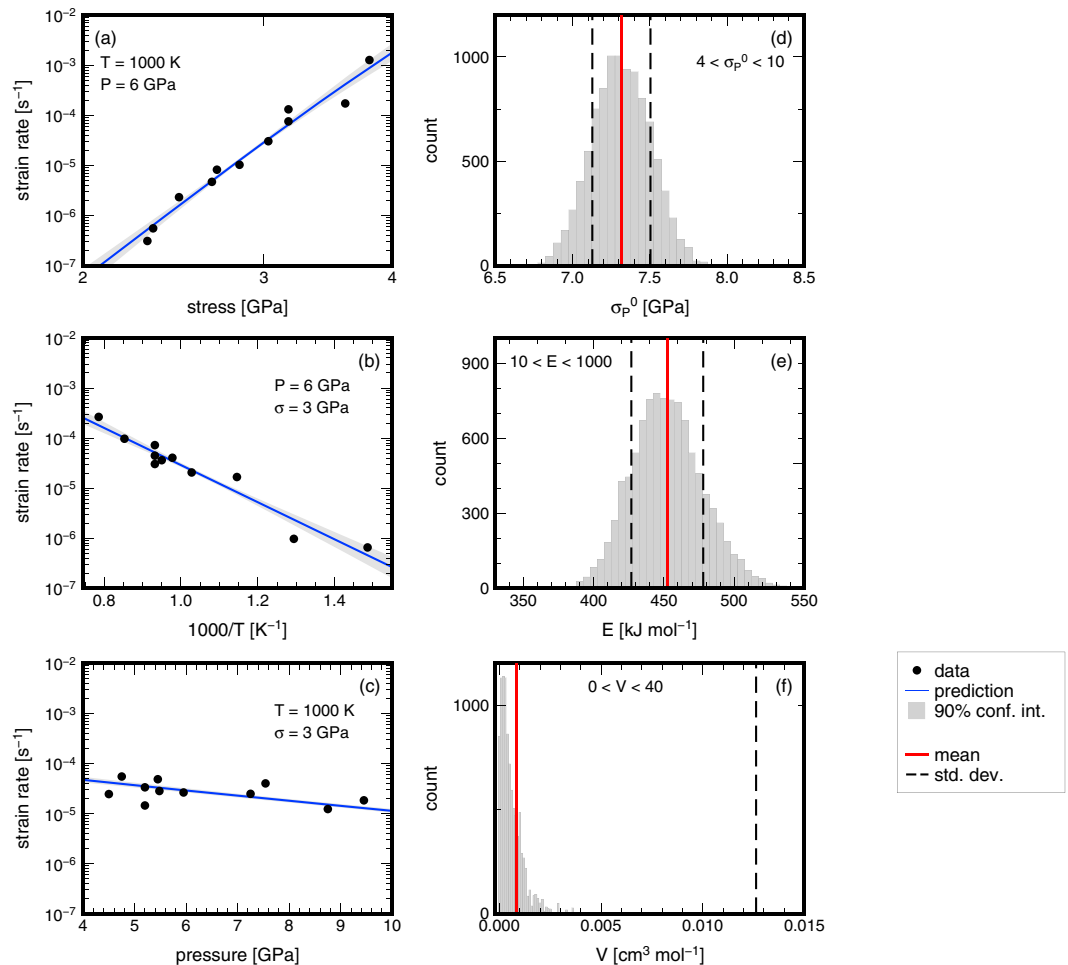 (a)
T = 1000 K
P = 6 GPa
strain rate [s⁻¹]
10⁻²
10⁻³
10⁻⁴
10⁻⁵
10⁻⁶
10⁻⁷
2 3 4
stress [GPa]
(d)
4 < σ_P⁰ < 10
count
1000
500
0
6.5 7.0 7.5 8.0 8.5
σ_P⁰ [GPa]
(b)
P = 6 GPa
σ = 3 GPa
strain rate [s⁻¹]
10⁻²
10⁻³
10⁻⁴
10⁻⁵
10⁻⁶
10⁻⁷
0.8 1.0 1.2 1.4
1000/T [K⁻¹]
(e)
10 < E < 1000
count
900
600
300
0
350 400 450 500 550
E [kJ mol⁻¹]
(c)
T = 1000 K
σ = 3 GPa
strain rate [s⁻¹]
10⁻²
10⁻³
10⁻⁴
10⁻⁵
10⁻⁶
10⁻⁷
4 5 6 7 8 9 10
pressure [GPa]
(f)
0 < V < 40
count
1000
500
0
0.000 0.005 0.010 0.015
V [cm³ mol⁻¹]
data
prediction
90% conf. int.
mean
std. dev.